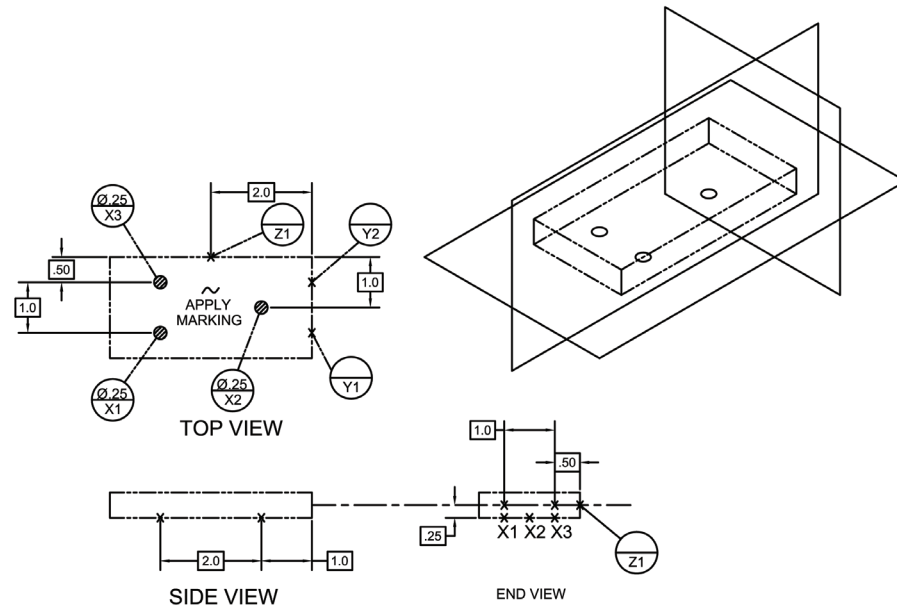 2.0
Ø.25
X3
Z1
Y2
.50
1.0
1.0
~
APPLY
MARKING
Ø.25
X1
Ø.25
X2
Y1
TOP VIEW
1.0
.50
.25
X1 X2 X3
2.0
1.0
Z1
SIDE VIEW
END VIEW